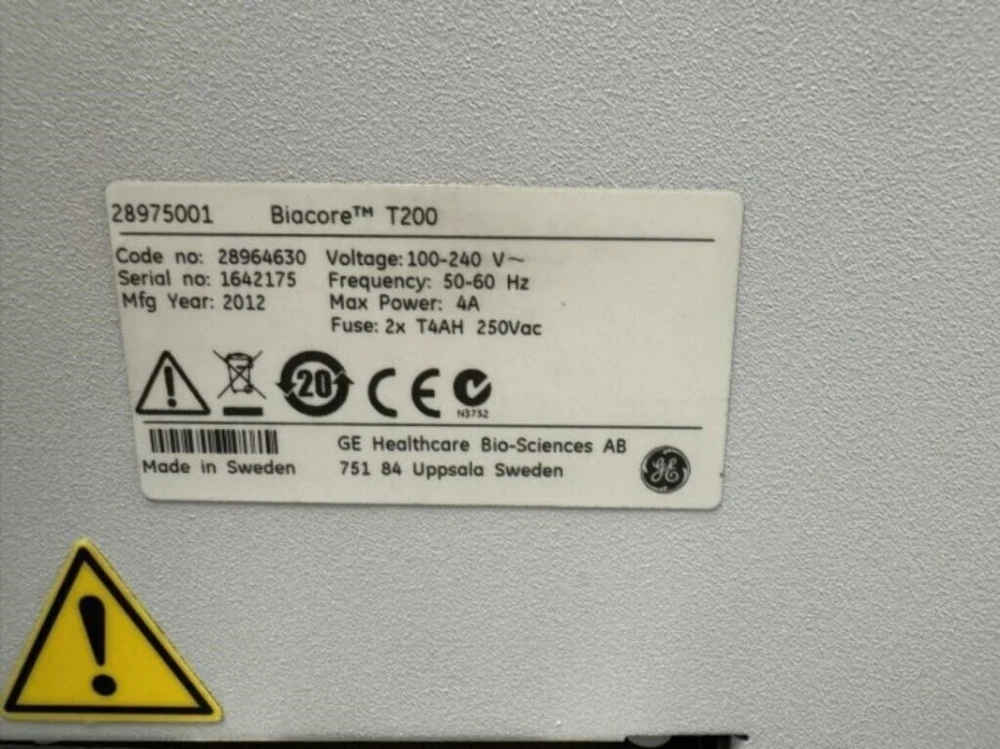 28975001 Biacore™ T200
Code no: 28964630 Voltage: 100-240 V~
Serial no: 1642175 Frequency: 50-60 Hz
Mfg Year: 2012 Max Power: 4A
Fuse: 2x T4AH 250Vac
20 CE
N3732
GE Healthcare Bio-Sciences AB
Made in Sweden 751 84 Uppsala Sweden
GE